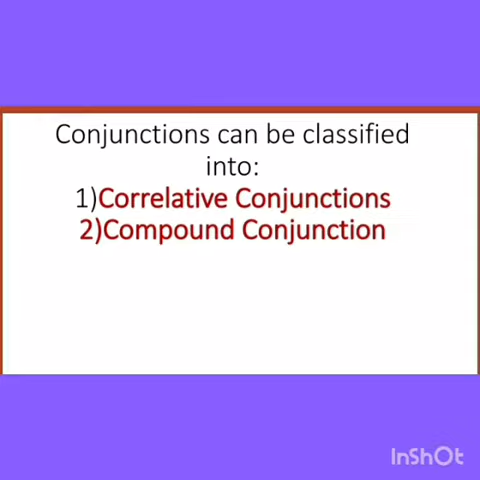 Conjunctions can be classified
into:
1)Correlative Conjunctions
2)Compound Conjunction
InShOt